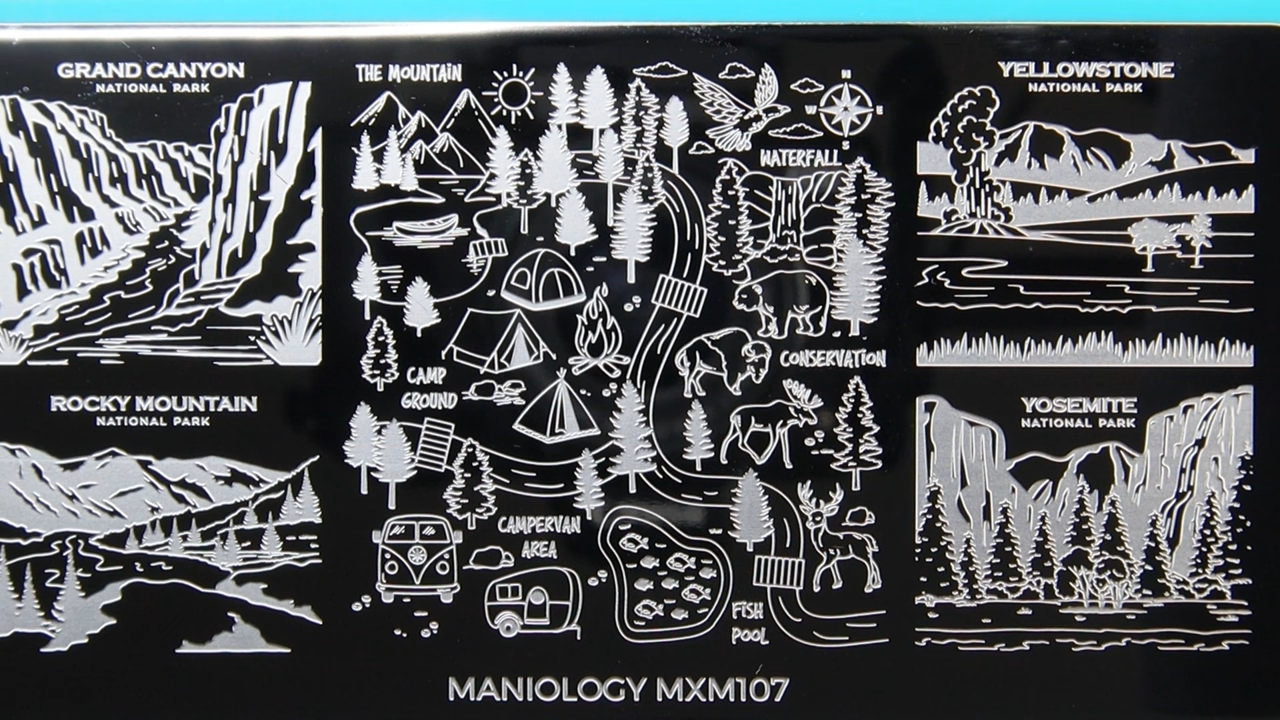 GRAND CANYON
NATIONAL PARK
ROCKY MOUNTAIN
NATIONAL PARK
THE MOUNTAIN
N
W
E
S
WATERFALL
CONSERVATION
CAMP
GROUND
CAMPERVAN
AREA
FISH
POOL
YELLOWSTONE
NATIONAL PARK
YOSEMITE
NATIONAL PARK
MANIOLOGY MXM107